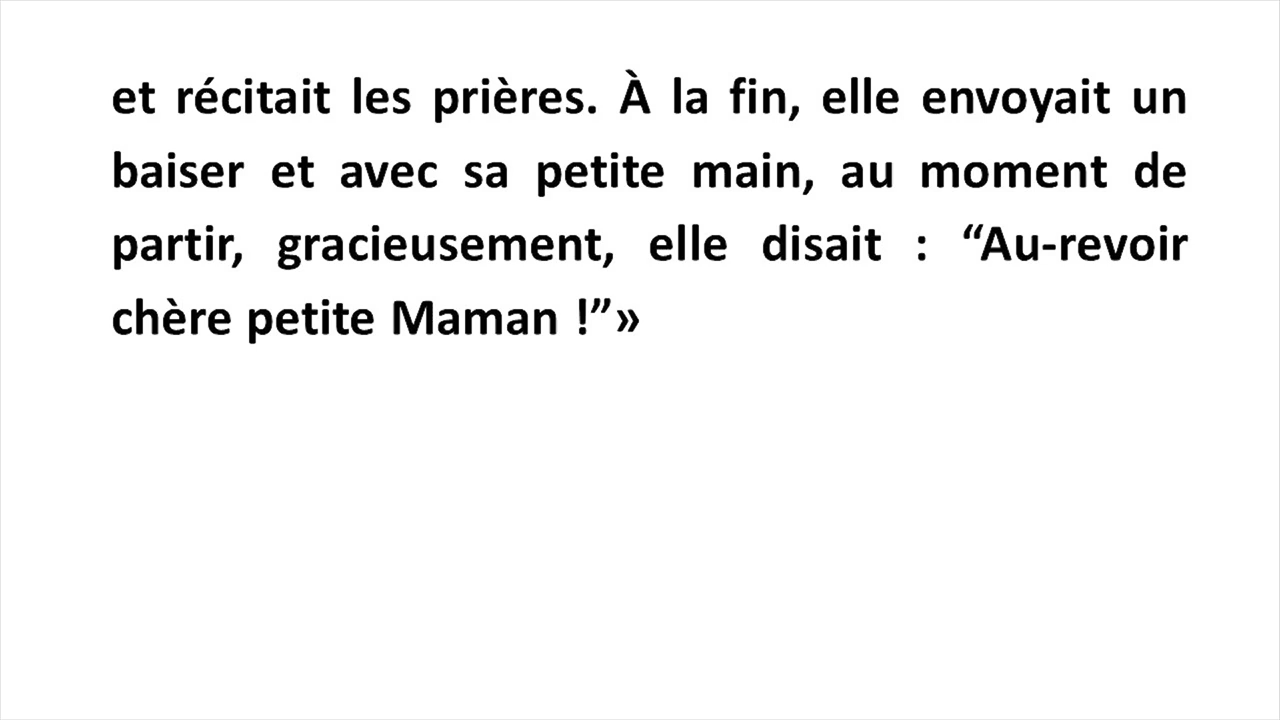 et récitait les prières. À la fin, elle envoyait un
baiser et avec sa petite main, au moment de
partir, gracieusement, elle disait : “Au-revoir
chère petite Maman !”»